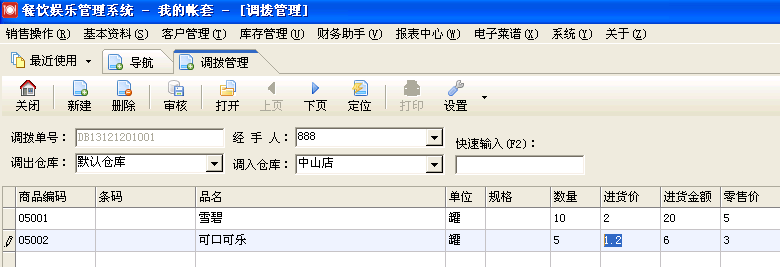 餐饮娱乐管理系统 - 我的帐套 - [调拨管理]
销售操作(R) 基本资料(S) 客户管理(T) 库存管理(U) 财务助手(V) 报表中心(W) 电子菜谱(X) 系统(Y) 关于(Z)
最近使用 导航 调拨管理
关闭 新建 删除 审核 打开 上页 下页 定位 打印 设置
调拨单号: DB13121201001 经 手 人: 888 快速输入(F2):
调出仓库: 默认仓库 调入仓库: 中山店
商品编码 条码 品名 单位 规格 数量 进货价 进货金额 零售价
05001 雪碧 罐 10 2 20 5
05002 可口可乐 罐 5 1.2 6 3